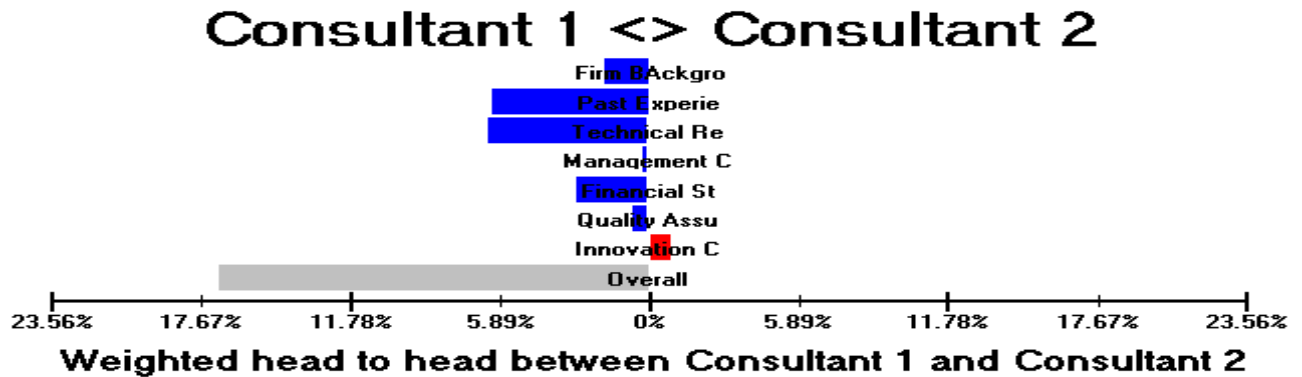 Consultant 1 <> Consultant 2
Firm BAckgro
Past Experie
Technical Re
Management C
Financial St
Quality Assu
Innovation C
Overall
23.56% 17.67% 11.78% 5.89% 0% 5.89% 11.78% 17.67% 23.56%
Weighted head to head between Consultant 1 and Consultant 2